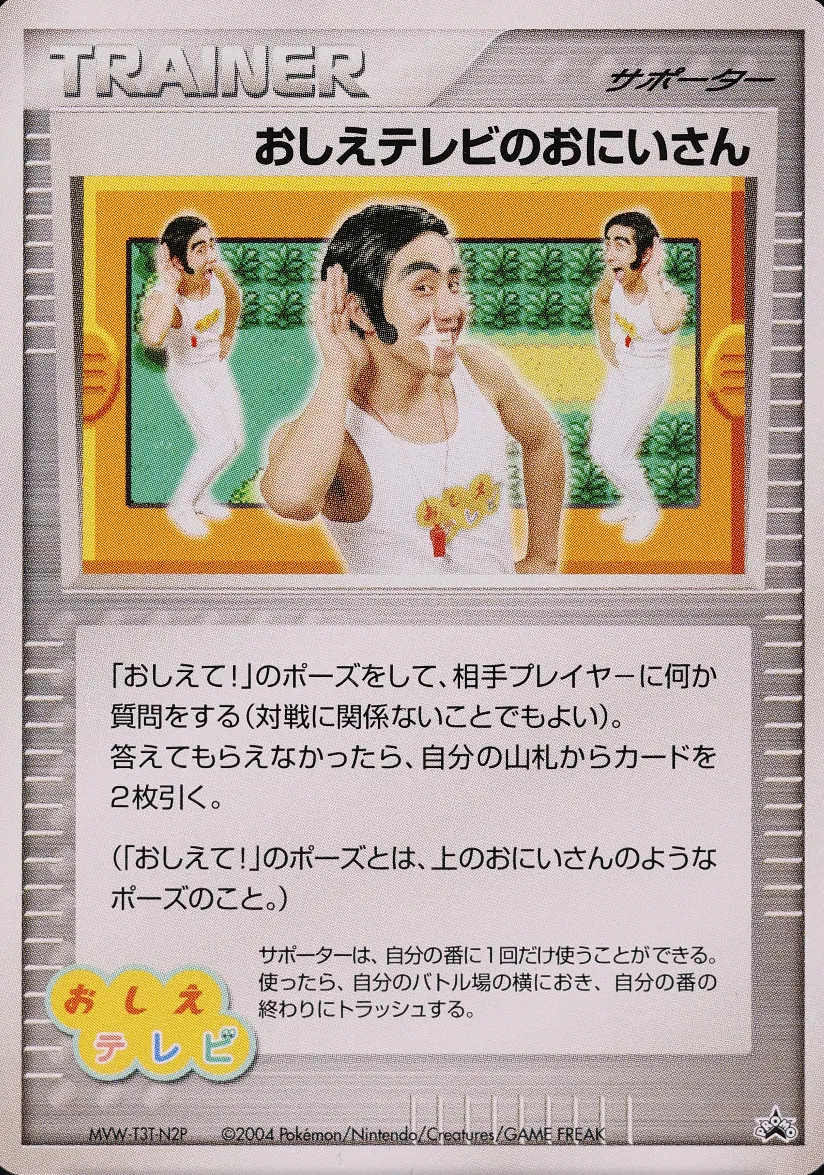 TRAINER
サポーター
おしえテレビのおにいさん
おしえ
テレビ
「おしえて!」のポーズをして、相手プレイヤーに何か
質問をする(対戦に関係ないことでもよい)。
答えてもらえなかったら、自分の山札からカードを
2枚引く。
(「おしえて!」のポーズとは、上のおにいさんのような
ポーズのこと。)
サポーターは、自分の番に1回だけ使うことができる。
使ったら、自分のバトル場の横におき、自分の番の
終わりにトラッシュする。
おしえ
テレビ
MVW-T3T-N2P ©2004 Pokémon/Nintendo/Creatures/GAME FREAK
PROMO